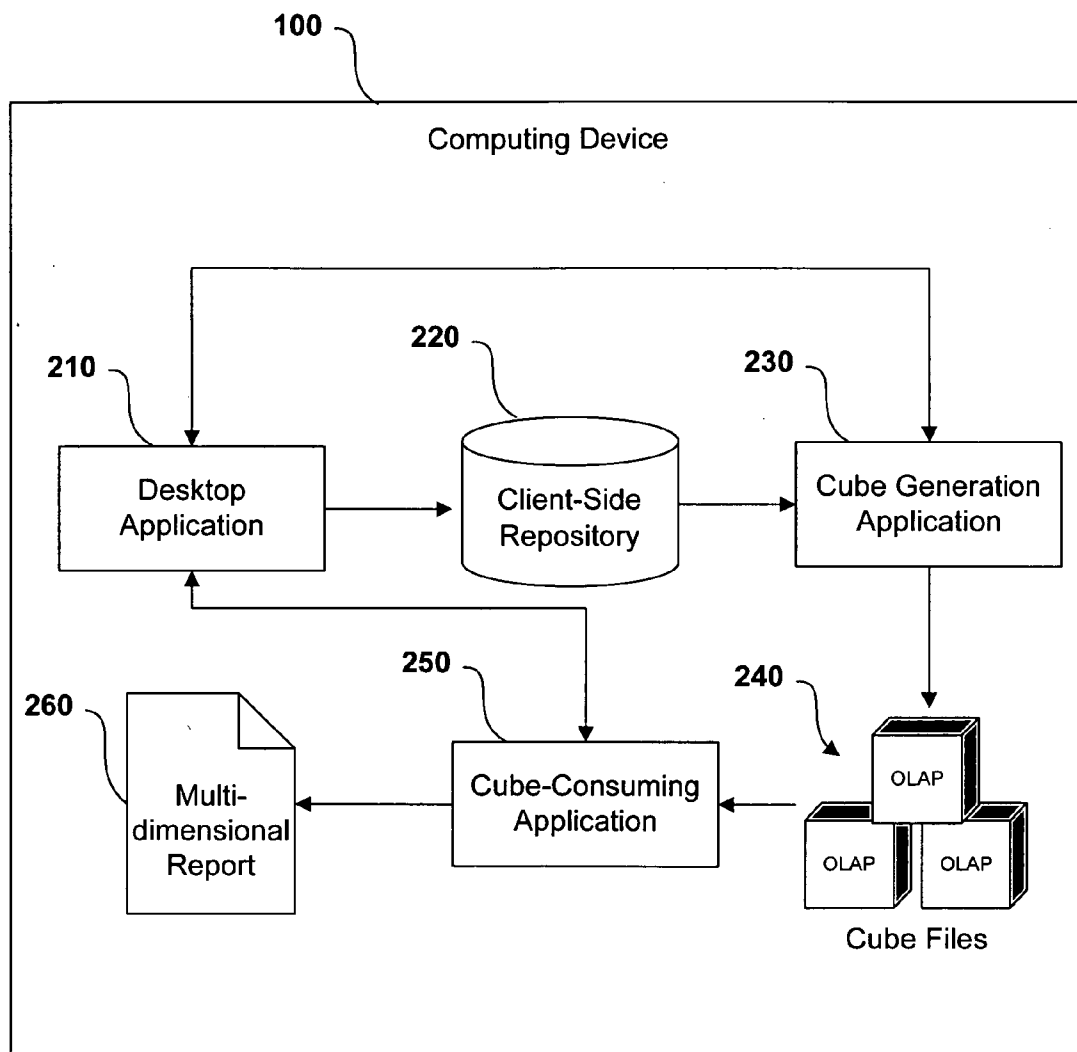 100
Computing Device
210
220
230
Desktop
Application
Client-Side
Repository
Cube Generation
Application
260
250
240
Multi-
dimensional
Report
Cube-Consuming
Application
OLAP
OLAP
OLAP
Cube Files